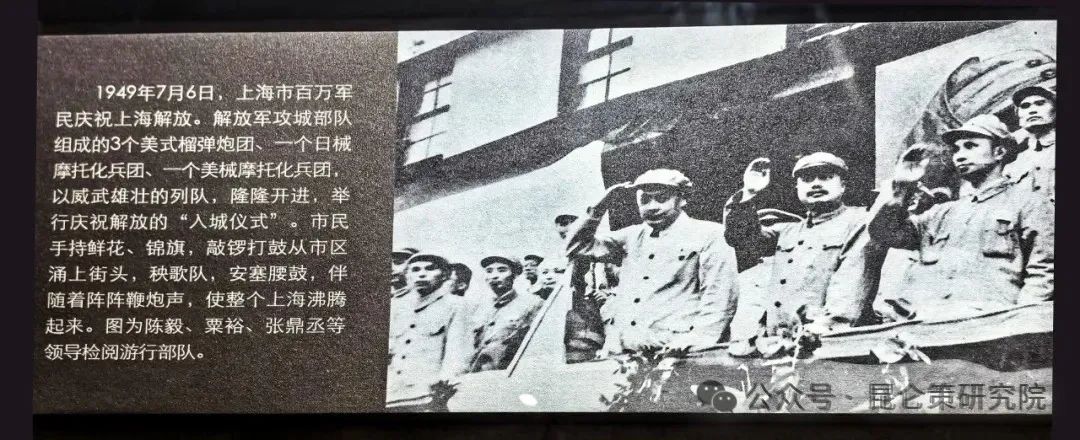 1949年7月6日，上海市百万军
民庆祝上海解放。解放军攻城部队
组成的3个美式榴弹炮团、一个日械
摩托化兵团、一个美械摩托化兵团，
以威武雄壮的列队，隆隆开进，举
行庆祝解放的“入城仪式”。市民
手持鲜花、锦旗，敲锣打鼓从市区
涌上街头，秧歌队，安塞腰鼓，伴
随着阵阵鞭炮声，使整个上海沸腾
起来。图为陈毅、粟裕、张鼎丞等
领导检阅游行部队。
公众号·昆仑策研究院